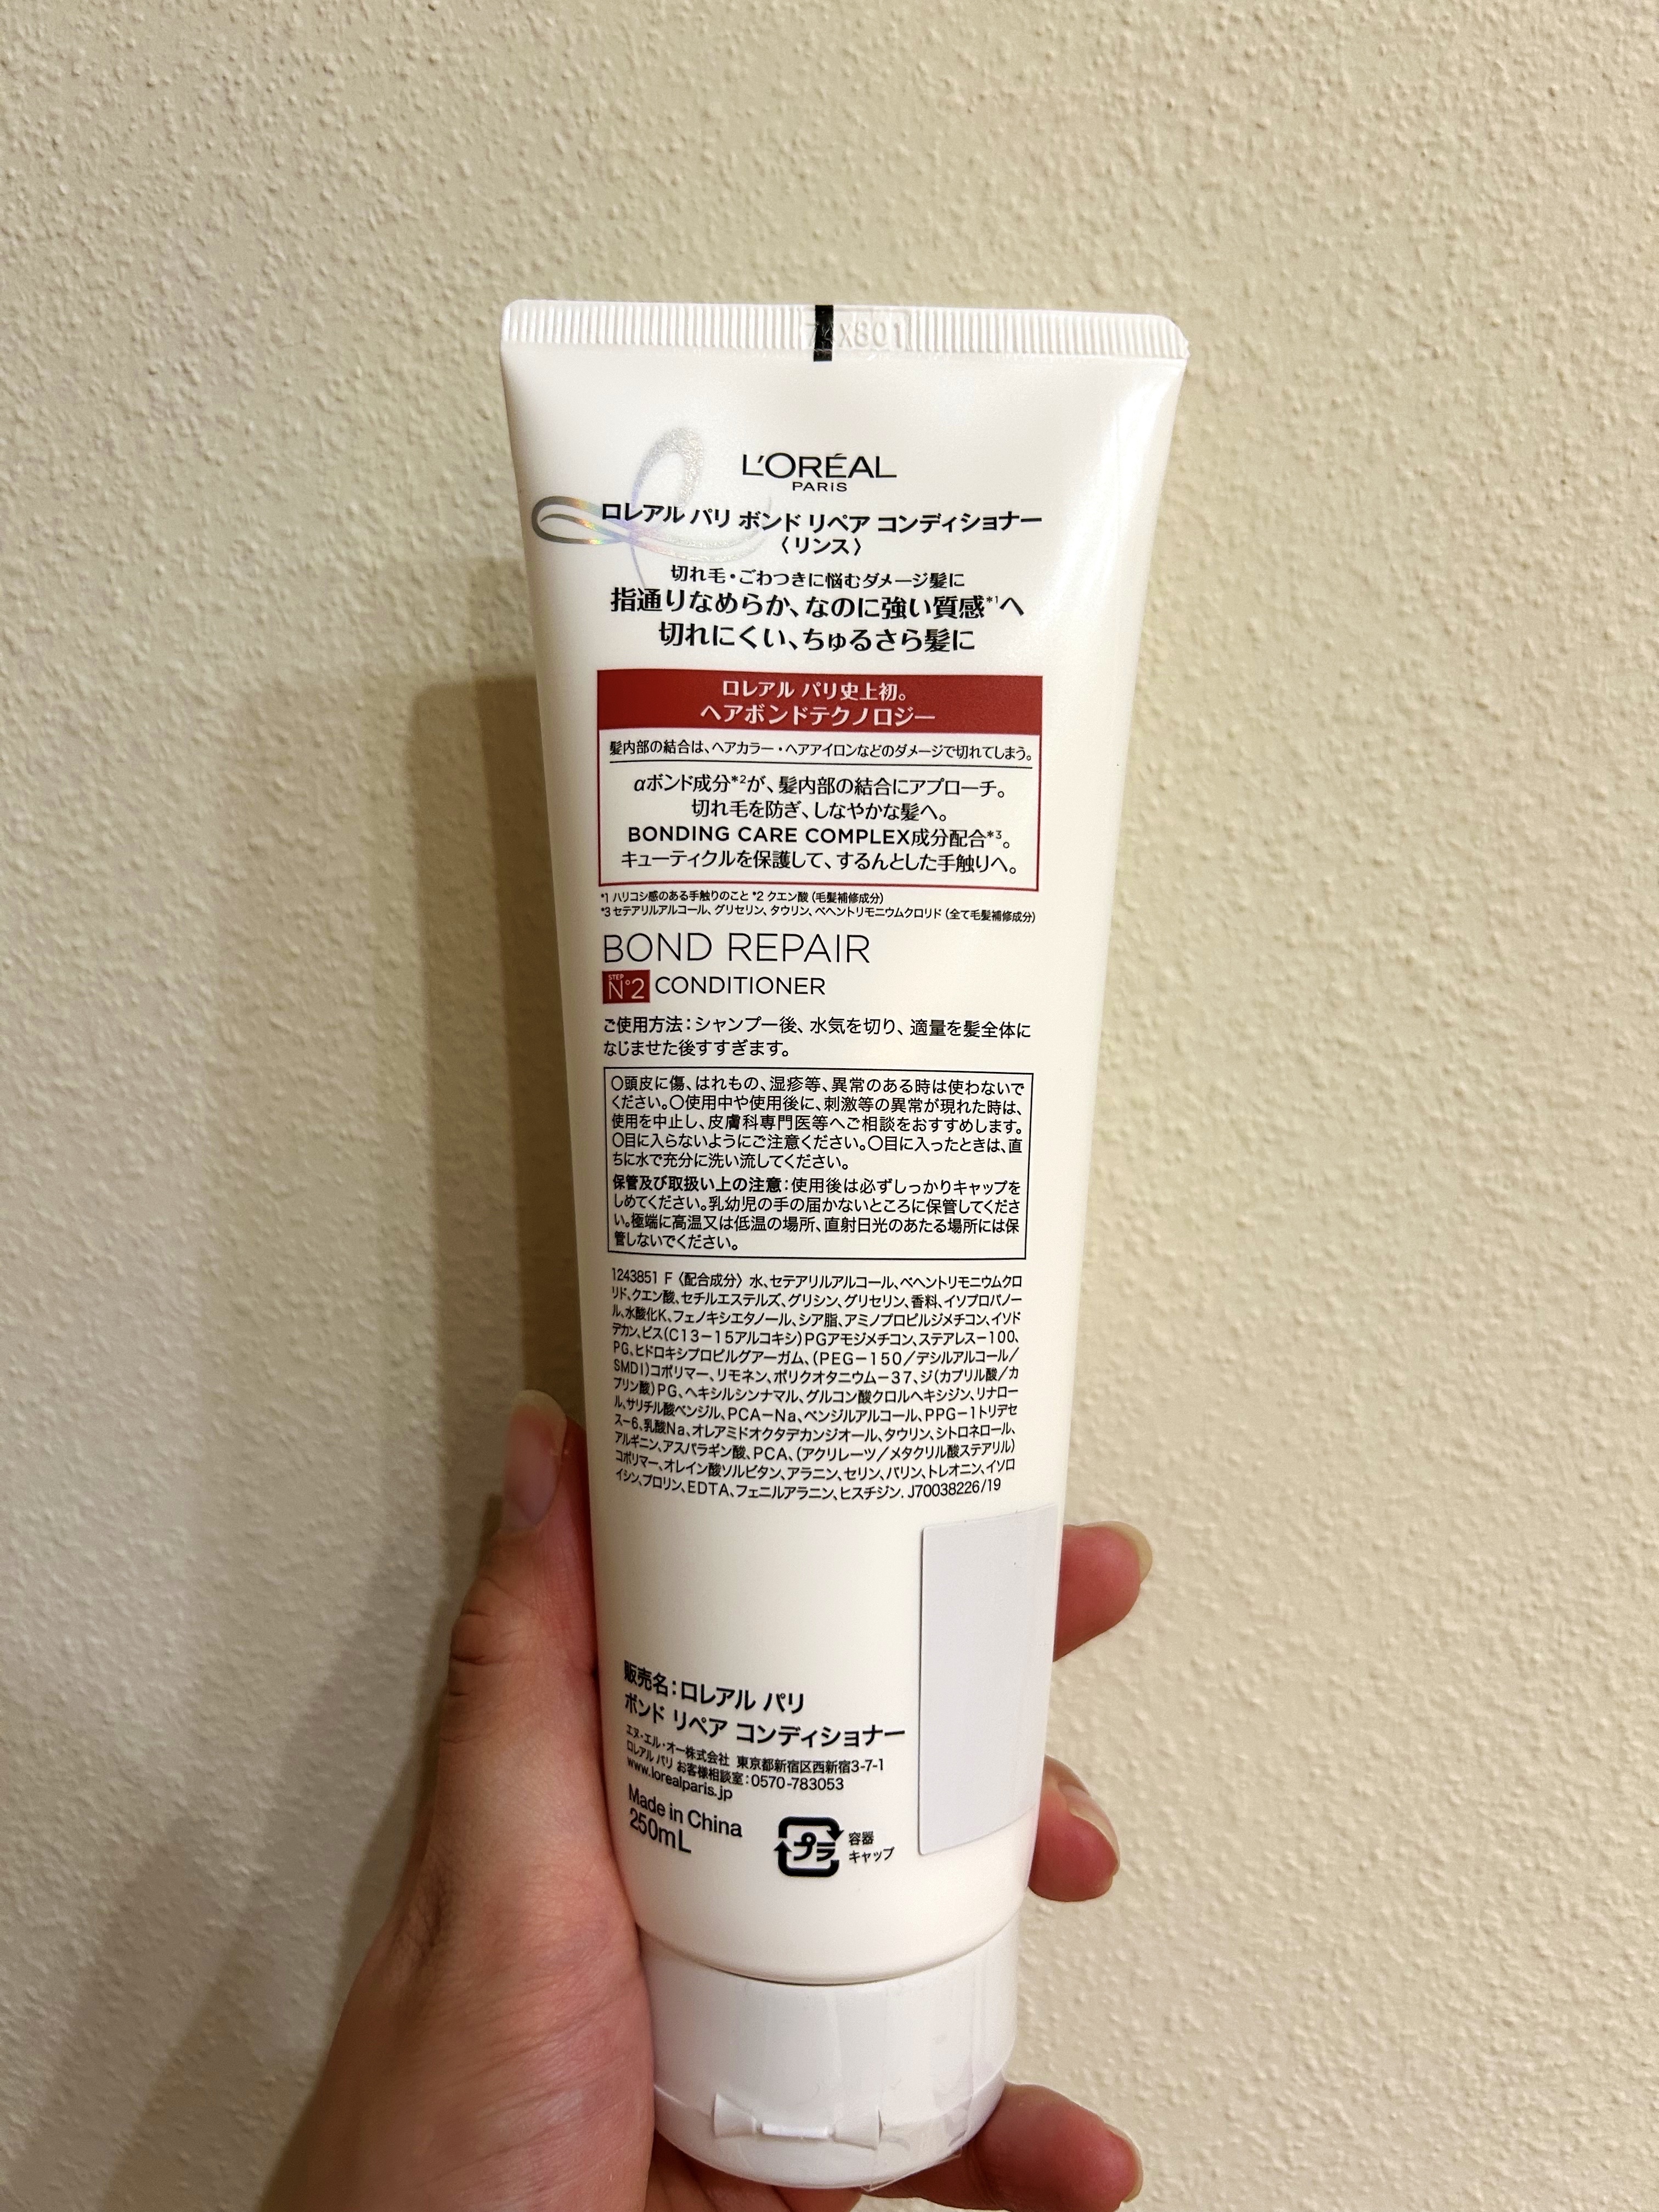 L'ORÉAL
PARIS
ロレアル パリ ボンド リペア コンディショナー
〈リンス〉
切れ毛・ごわつきに悩むダメージ髪に
指通りなめらか、なのに強い質感*1へ
切れにくい、ちゅるさら髪に
ロレアル パリ史上初。
ヘアボンドテクノロジー
髪内部の結合は、ヘアカラー・ヘアアイロンなどのダメージで切れてしまう。
αボンド成分*2が、髪内部の結合にアプローチ。
切れ毛を防ぎ、しなやかな髪へ。
BONDING CARE COMPLEX成分配合*3。
キューティクルを保護して、するんとした手触りへ。
*1 ハリコシ感のある手触りのこと *2 クエン酸（毛髪補修成分）
*3 セテアリルアルコール、グリセリン、タウリン、ベヘントリモニウムクロリド（全て毛髪補修成分）
BOND REPAIR
STEP N°2 CONDITIONER
ご使用方法：シャンプー後、水気を切り、適量を髪全体に
なじませた後すすぎます。
〇頭皮に傷、はれもの、湿疹等、異常のある時は使わないで
ください。〇使用中や使用後に、刺激等の異常が現れた時は、
使用を中止し、皮膚科専門医等へご相談をおすすめします。
〇目に入らないようにご注意ください。〇目に入ったときは、直
ちに水で充分に洗い流してください。
保管及び取扱い上の注意：使用後は必ずしっかりキャップを
しめてください。乳幼児の手の届かないところに保管してくださ
い。極端に高温又は低温の場所、直射日光のあたる場所には保
管しないでください。
1243851 F〈配合成分〉水、セテアリルアルコール、ベヘントリモニウムクロ
リド、クエン酸、セチルエステルズ、グリシン、グリセリン、香料、イソプロパノー
ル、水酸化K、フェノキシエタノール、シア脂、アミノプロピルジメチコン、イソド
デカン、ビス(C13-15アルコキシ)PGアモジメチコン、ステアレス-100、
PG、ヒドロキシプロピルグアーガム、(PEG-150/デシルアルコール/
SMDI)コポリマー、リモネン、ポリクオタニウム-37、ジ(カプリル酸/カ
プリン酸)PG、ヘキシルシンナマル、グルコン酸クロルヘキシジン、リナロー
ル、サリチル酸ベンジル、PCA-Na、ベンジルアルコール、PPG-1トリデセ
ス-6、乳酸Na、オレアミドオクタデカンジオール、タウリン、シトロネロール、
アルギニン、アスパラギン酸、PCA、(アクリレーツ/メタクリル酸ステアリル)
コポリマー、オレイン酸ソルビタン、アラニン、セリン、バリン、トレオニン、イソロ
イシン、プロリン、EDTA、フェニルアラニン、ヒスチジン. J70038226/19
販売名：ロレアル パリ
ボンド リペア コンディショナー
エヌ・エル・オー株式会社 東京都新宿区西新宿3-7-1
ロレアル パリ お客様相談室：0570-783053
www.lorealparis.jp
Made in China
250mL
プラ
容器
キャップ